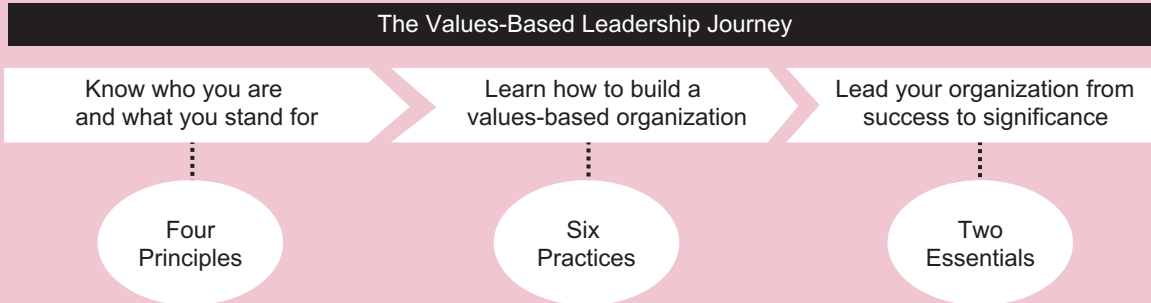 The Values-Based Leadership Journey
Know who you are
and what you stand for
Learn how to build a
values-based organization
Lead your organization from
success to significance
Four
Principles
Six
Practices
Two
Essentials